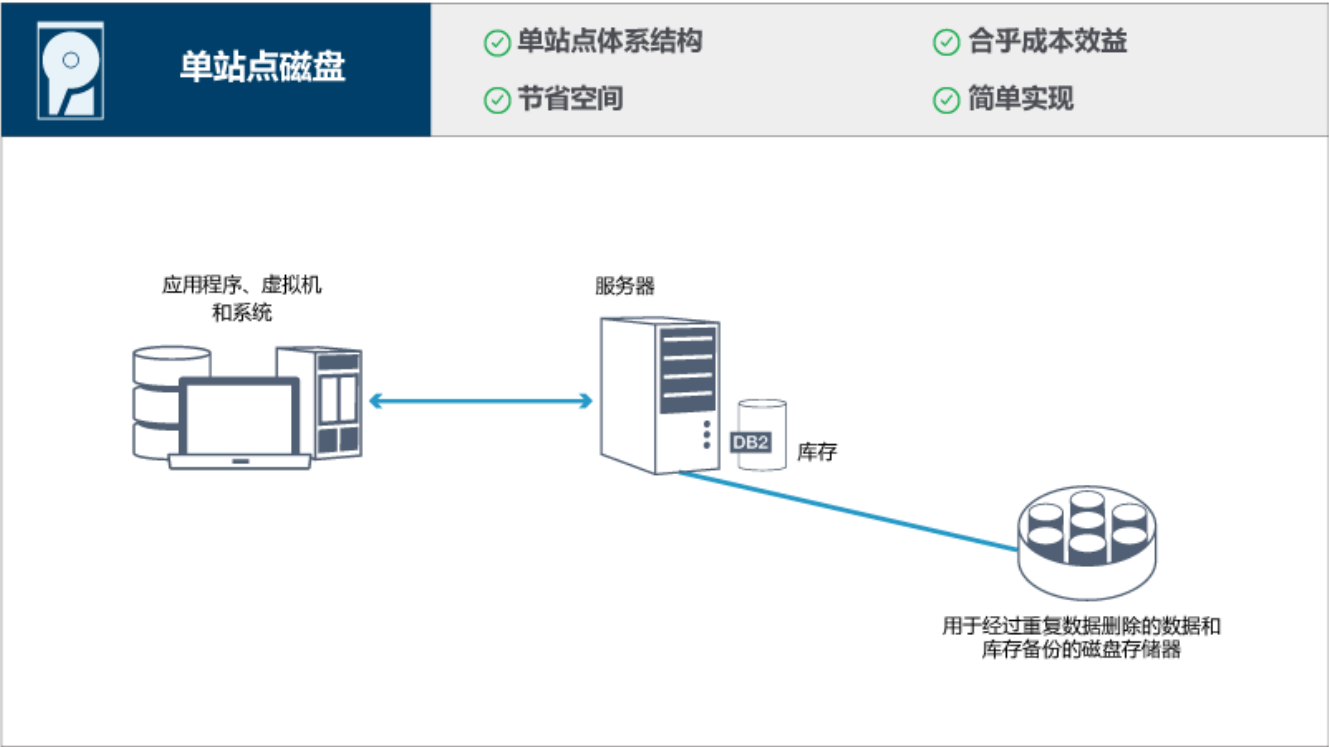 单站点磁盘
单站点体系结构
合乎成本效益
节省空间
简单实现
应用程序、虚拟机
和系统
服务器
DB2
库存
用于经过重复数据删除的数据和
库存备份的磁盘存储器